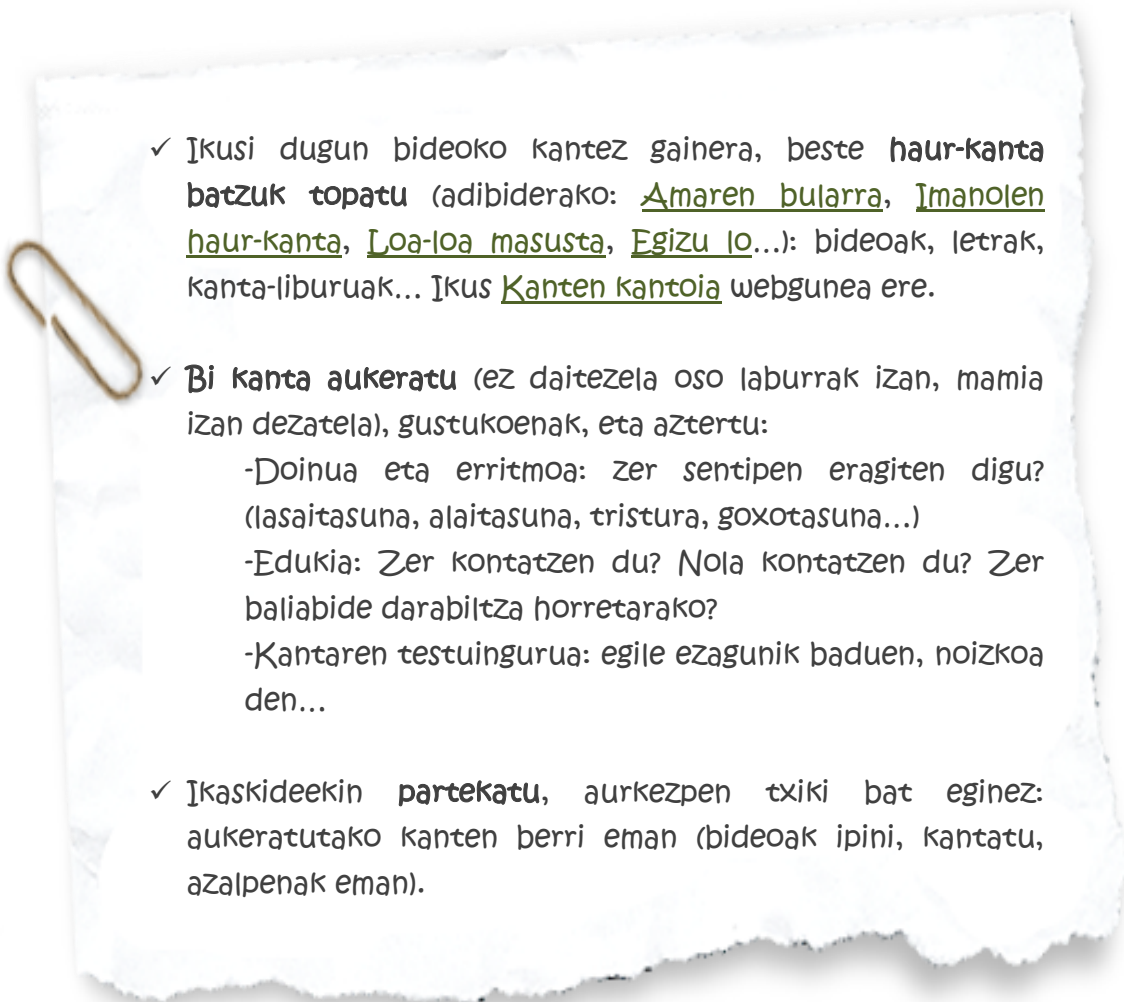 ✓ Ikusi dugun bideoko kantez gainera, beste haur-kanta
batzuk topatu (adibiderako: Amaren bularra, Imanolen
haur-kanta, Loa-loa masusta, Egizu lo...): bideoak, letrak,
kanta-liburuak... Ikus Kanten kantoia webgunea ere.
✓ Bi kanta aukeratu (ez daitezela oso laburrak izan, mamia
izan dezatela), gustukoenak, eta aztertu:
-Doinua eta erritmoa: zer sentipen eragiten digu?
(lasaitasuna, alaitasuna, tristura, goxotasuna...)
-Edukia: Zer kontatzen du? Nola kontatzen du? Zer
baliabide darabiltza horretarako?
-Kantaren testuingurua: egile ezagunik baduen, noizkoa
den...
✓ Ikaskideekin partekatu, aurkezpen txiki bat eginez:
aukeratutako kanten berri eman (bideoak ipini, kantatu,
azalpenak eman).